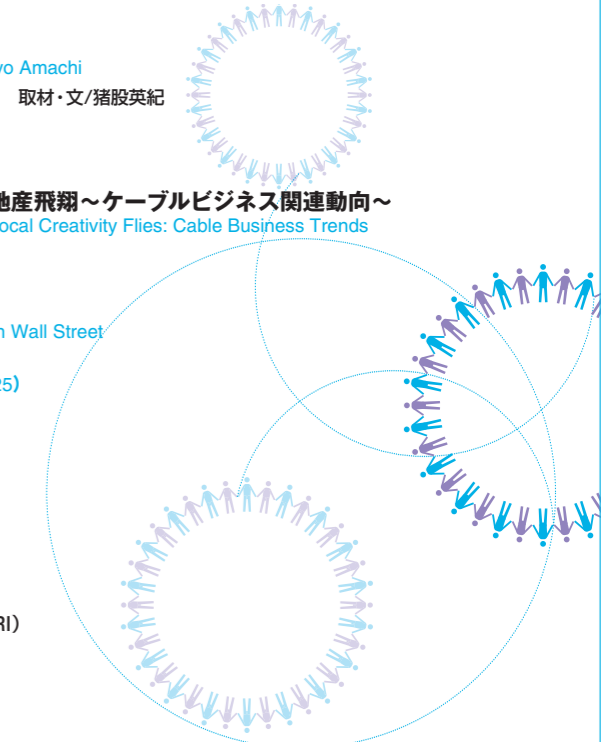 yo Amachi
取材・文/猪股英紀
地産飛翔～ケーブルビジネス関連動向～
ocal Creativity Flies: Cable Business Trends
n Wall Street
25）
RI）